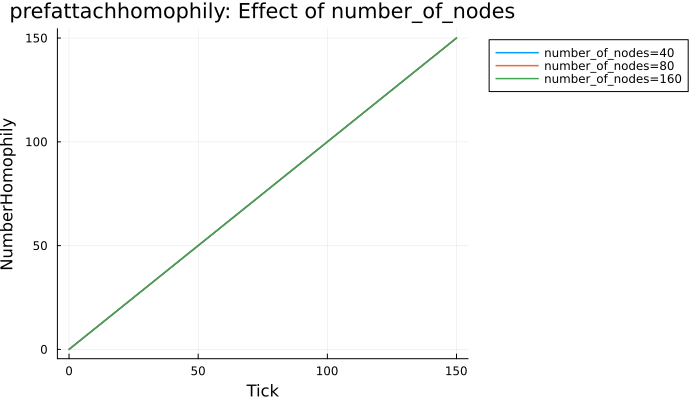 prefattachhomophily: Effect of number_of_nodes
150
100
50
0
NumberHomophily
0 50 100 150
Tick
number_of_nodes=40
number_of_nodes=80
number_of_nodes=160